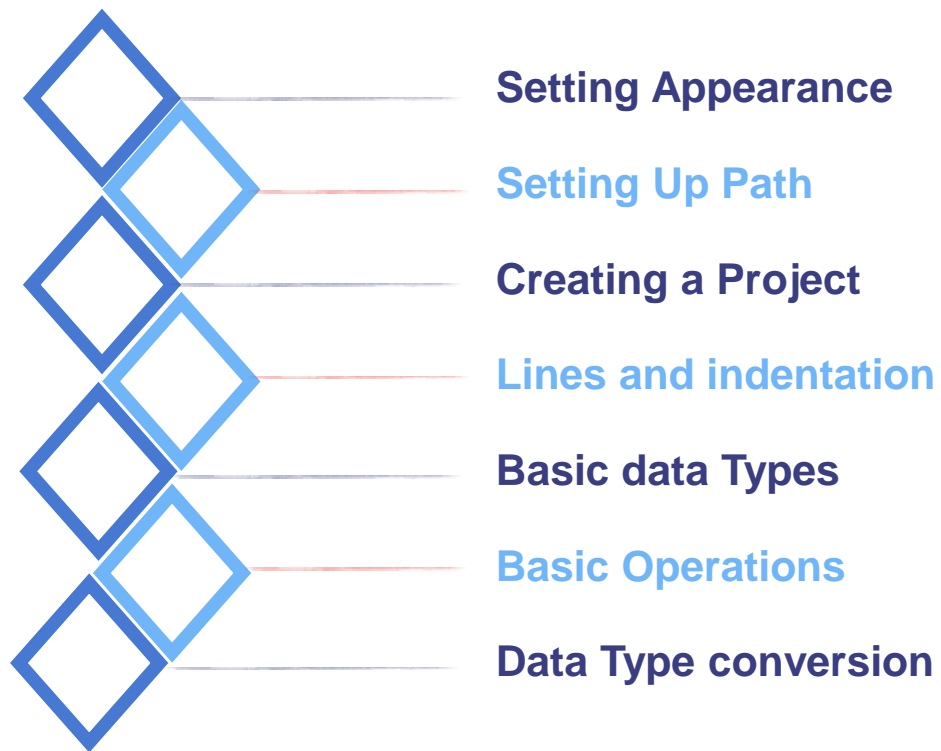 Setting Appearance
Setting Up Path
Creating a Project
Lines and indentation
Basic data Types
Basic Operations
Data Type conversion